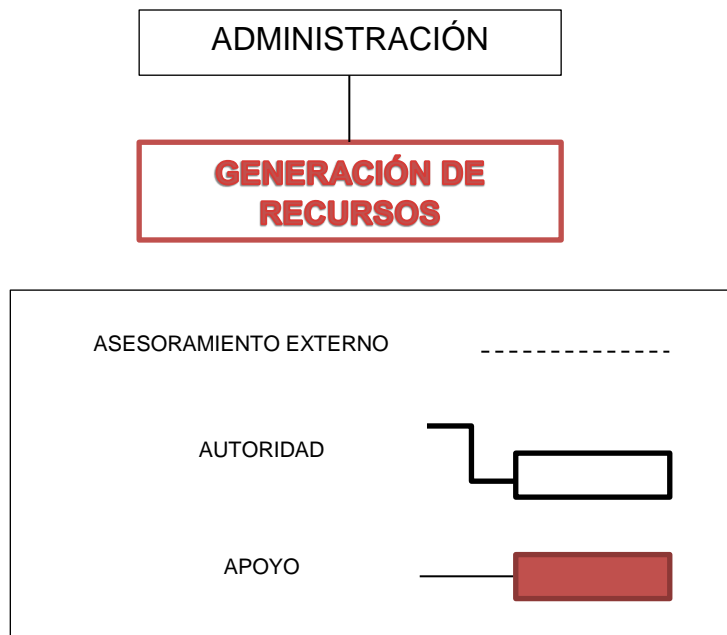 ADMINISTRACIÓN
GENERACIÓN DE
RECURSOS
ASESORAMIENTO EXTERNO
AUTORIDAD
APOYO